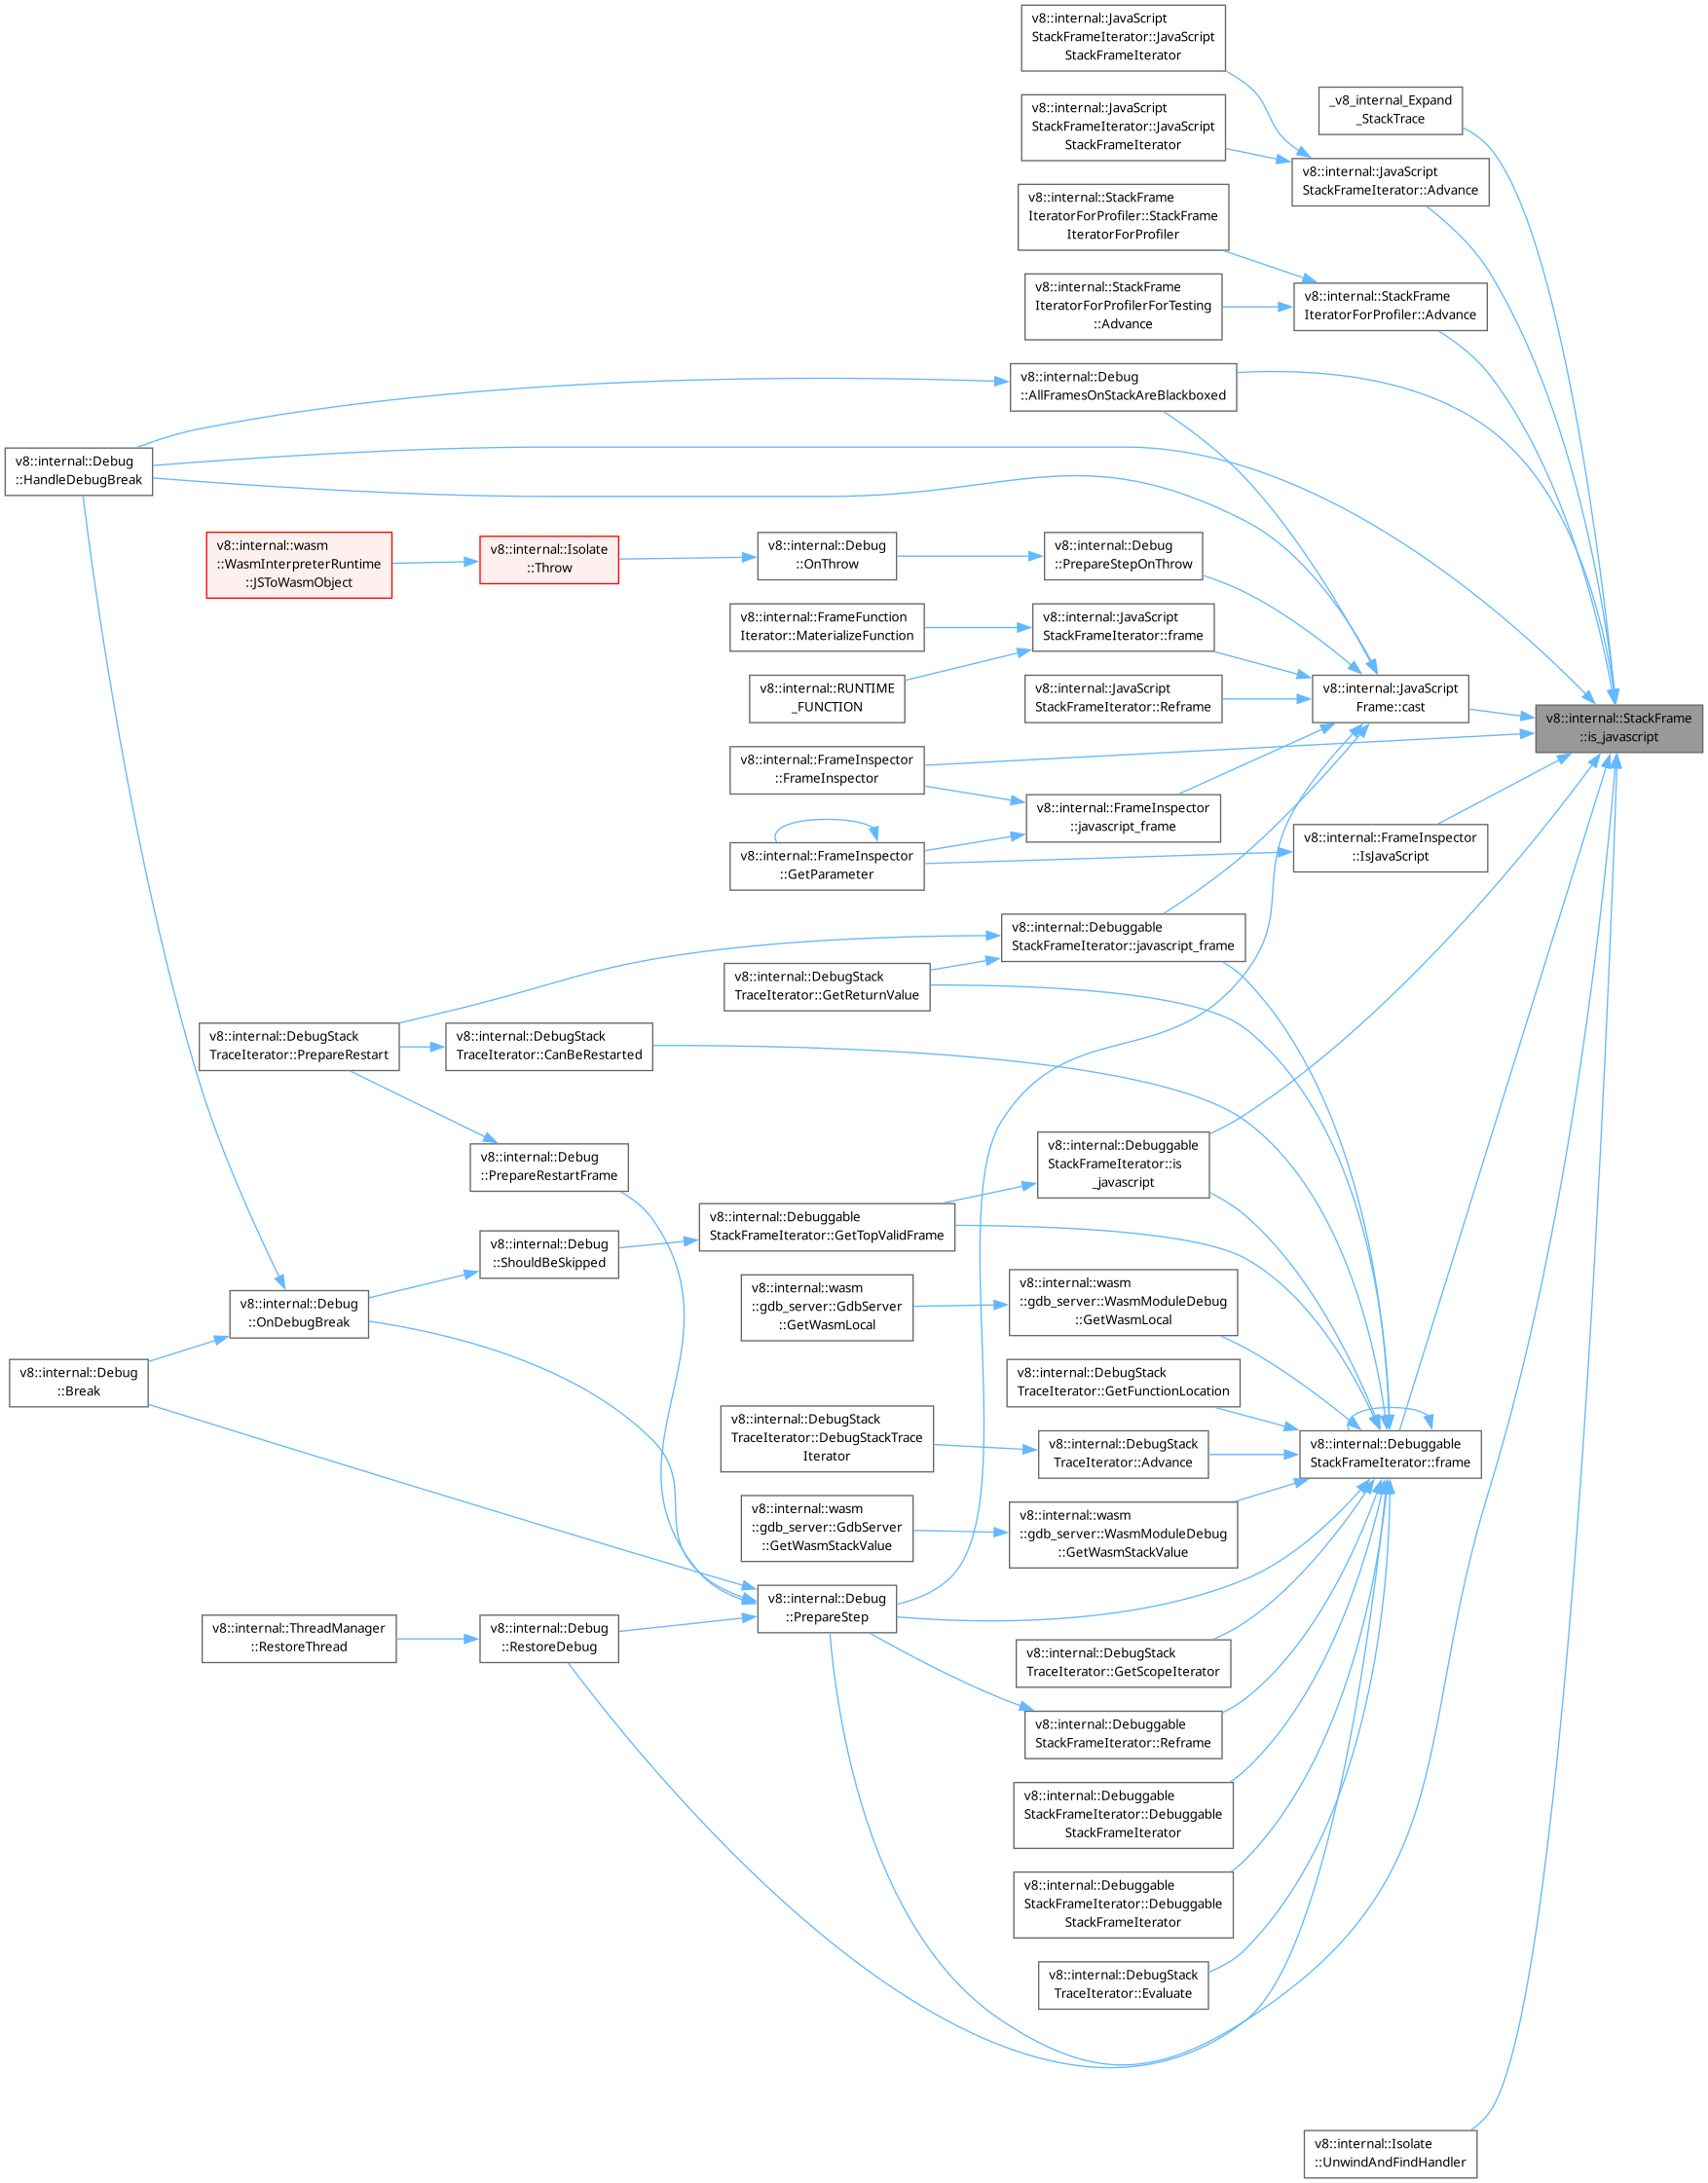 v8::internal::JavaScript
StackFrameIterator::JavaScript
StackFrameIterator
_v8_internal_Expand
_StackTrace
v8::internal::JavaScript
StackFrameIterator::JavaScript
StackFrameIterator
v8::internal::JavaScript
StackFrameIterator::Advance
v8::internal::StackFrame
IteratorForProfiler::StackFrame
IteratorForProfiler
v8::internal::StackFrame
IteratorForProfilerForTesting
::Advance
v8::internal::StackFrame
IteratorForProfiler::Advance
v8::internal::Debug
::AllFramesOnStackAreBlackboxed
v8::internal::Debug
::HandleDebugBreak
v8::internal::wasm
::WasmInterpreterRuntime
::JSToWasmObject
v8::internal::Isolate
::Throw
v8::internal::Debug
::OnThrow
v8::internal::Debug
::PrepareStepOnThrow
v8::internal::FrameFunction
Iterator::MaterializeFunction
v8::internal::JavaScript
StackFrameIterator::frame
v8::internal::RUNTIME
_FUNCTION
v8::internal::JavaScript
StackFrameIterator::Reframe
v8::internal::JavaScript
Frame::cast
v8::internal::StackFrame
::is_javascript
v8::internal::FrameInspector
::FrameInspector
v8::internal::FrameInspector
::javascript_frame
v8::internal::FrameInspector
::IsJavaScript
v8::internal::FrameInspector
::GetParameter
v8::internal::Debuggable
StackFrameIterator::javascript_frame
v8::internal::DebugStack
TraceIterator::GetReturnValue
v8::internal::DebugStack
TraceIterator::PrepareRestart
v8::internal::DebugStack
TraceIterator::CanBeRestarted
v8::internal::Debug
::PrepareRestartFrame
v8::internal::Debuggable
StackFrameIterator::is
_javascript
v8::internal::Debuggable
StackFrameIterator::GetTopValidFrame
v8::internal::Debug
::ShouldBeSkipped
v8::internal::Debug
::OnDebugBreak
v8::internal::wasm
::gdb_server::GdbServer
::GetWasmLocal
v8::internal::wasm
::gdb_server::WasmModuleDebug
::GetWasmLocal
v8::internal::Debug
::Break
v8::internal::DebugStack
TraceIterator::GetFunctionLocation
v8::internal::DebugStack
TraceIterator::DebugStackTrace
Iterator
v8::internal::DebugStack
TraceIterator::Advance
v8::internal::Debuggable
StackFrameIterator::frame
v8::internal::wasm
::gdb_server::GdbServer
::GetWasmStackValue
v8::internal::wasm
::gdb_server::WasmModuleDebug
::GetWasmStackValue
v8::internal::Debug
::PrepareStep
v8::internal::ThreadManager
::RestoreThread
v8::internal::Debug
::RestoreDebug
v8::internal::DebugStack
TraceIterator::GetScopeIterator
v8::internal::Debuggable
StackFrameIterator::Reframe
v8::internal::Debuggable
StackFrameIterator::Debuggable
StackFrameIterator
v8::internal::Debuggable
StackFrameIterator::Debuggable
StackFrameIterator
v8::internal::DebugStack
TraceIterator::Evaluate
v8::internal::Isolate
::UnwindAndFindHandler